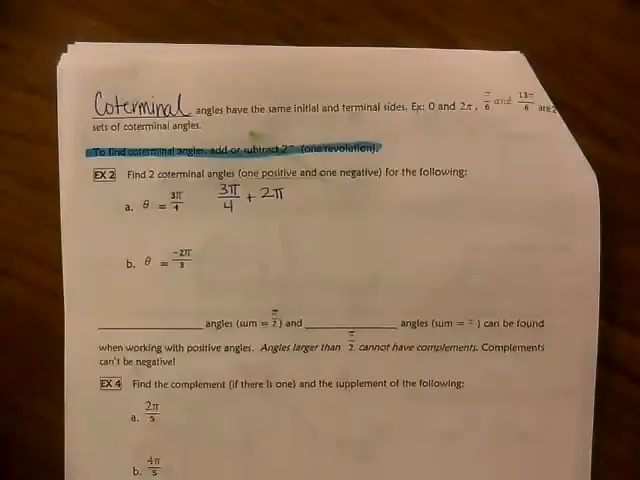 Coterminal angles have the same initial and terminal sides. Ex: 0 and 2π, π/6 and 13π/6 are 2
sets of coterminal angles.
To find coterminal angles, add or subtract 2π (one revolution).
EX 2 Find 2 coterminal angles (one positive and one negative) for the following:
a. θ = 3π/4 3π/4 + 2π
b. θ = -2π/3
____________ angles (sum = π/2) and ____________ angles (sum = π) can be found
when working with positive angles. Angles larger than π/2 cannot have complements. Complements
can't be negative!
EX 4 Find the complement (if there is one) and the supplement of the following:
a. 2π/5
b. 4π/5